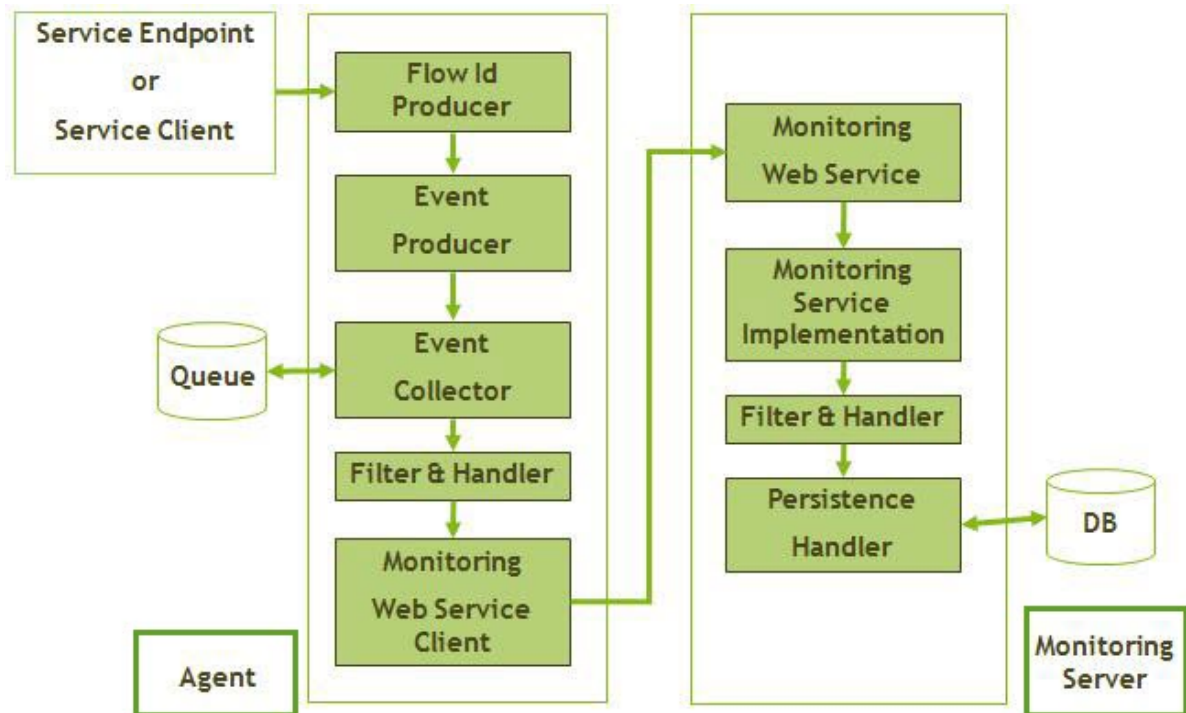 Service Endpoint
or
Service Client
Flow Id
Producer
Event
Producer
Queue
Event
Collector
Filter & Handler
Monitoring
Web Service
Client
Agent
Monitoring
Web Service
Monitoring
Service
Implementation
Filter & Handler
Persistence
Handler
DB
Monitoring
Server